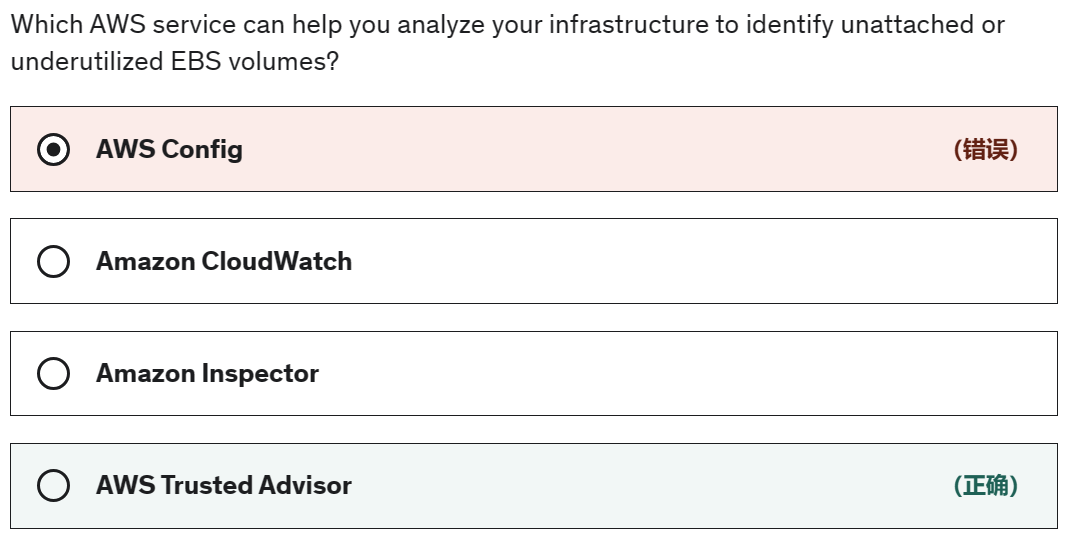 Which AWS service can help you analyze your infrastructure to identify unattached or
underutilized EBS volumes?
AWS Config (错误)
Amazon CloudWatch
Amazon Inspector
AWS Trusted Advisor (正确)